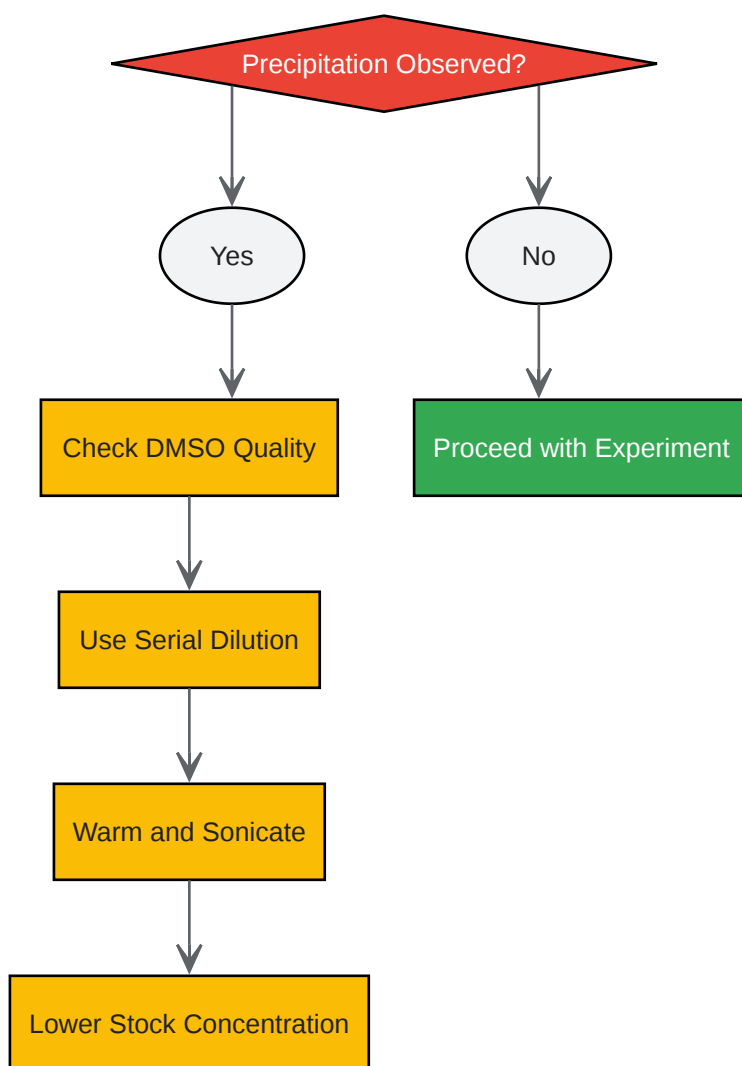 Precipitation Observed?
Yes
No
Check DMSO Quality
Proceed with Experiment
Use Serial Dilution
Warm and Sonicate
Lower Stock Concentration